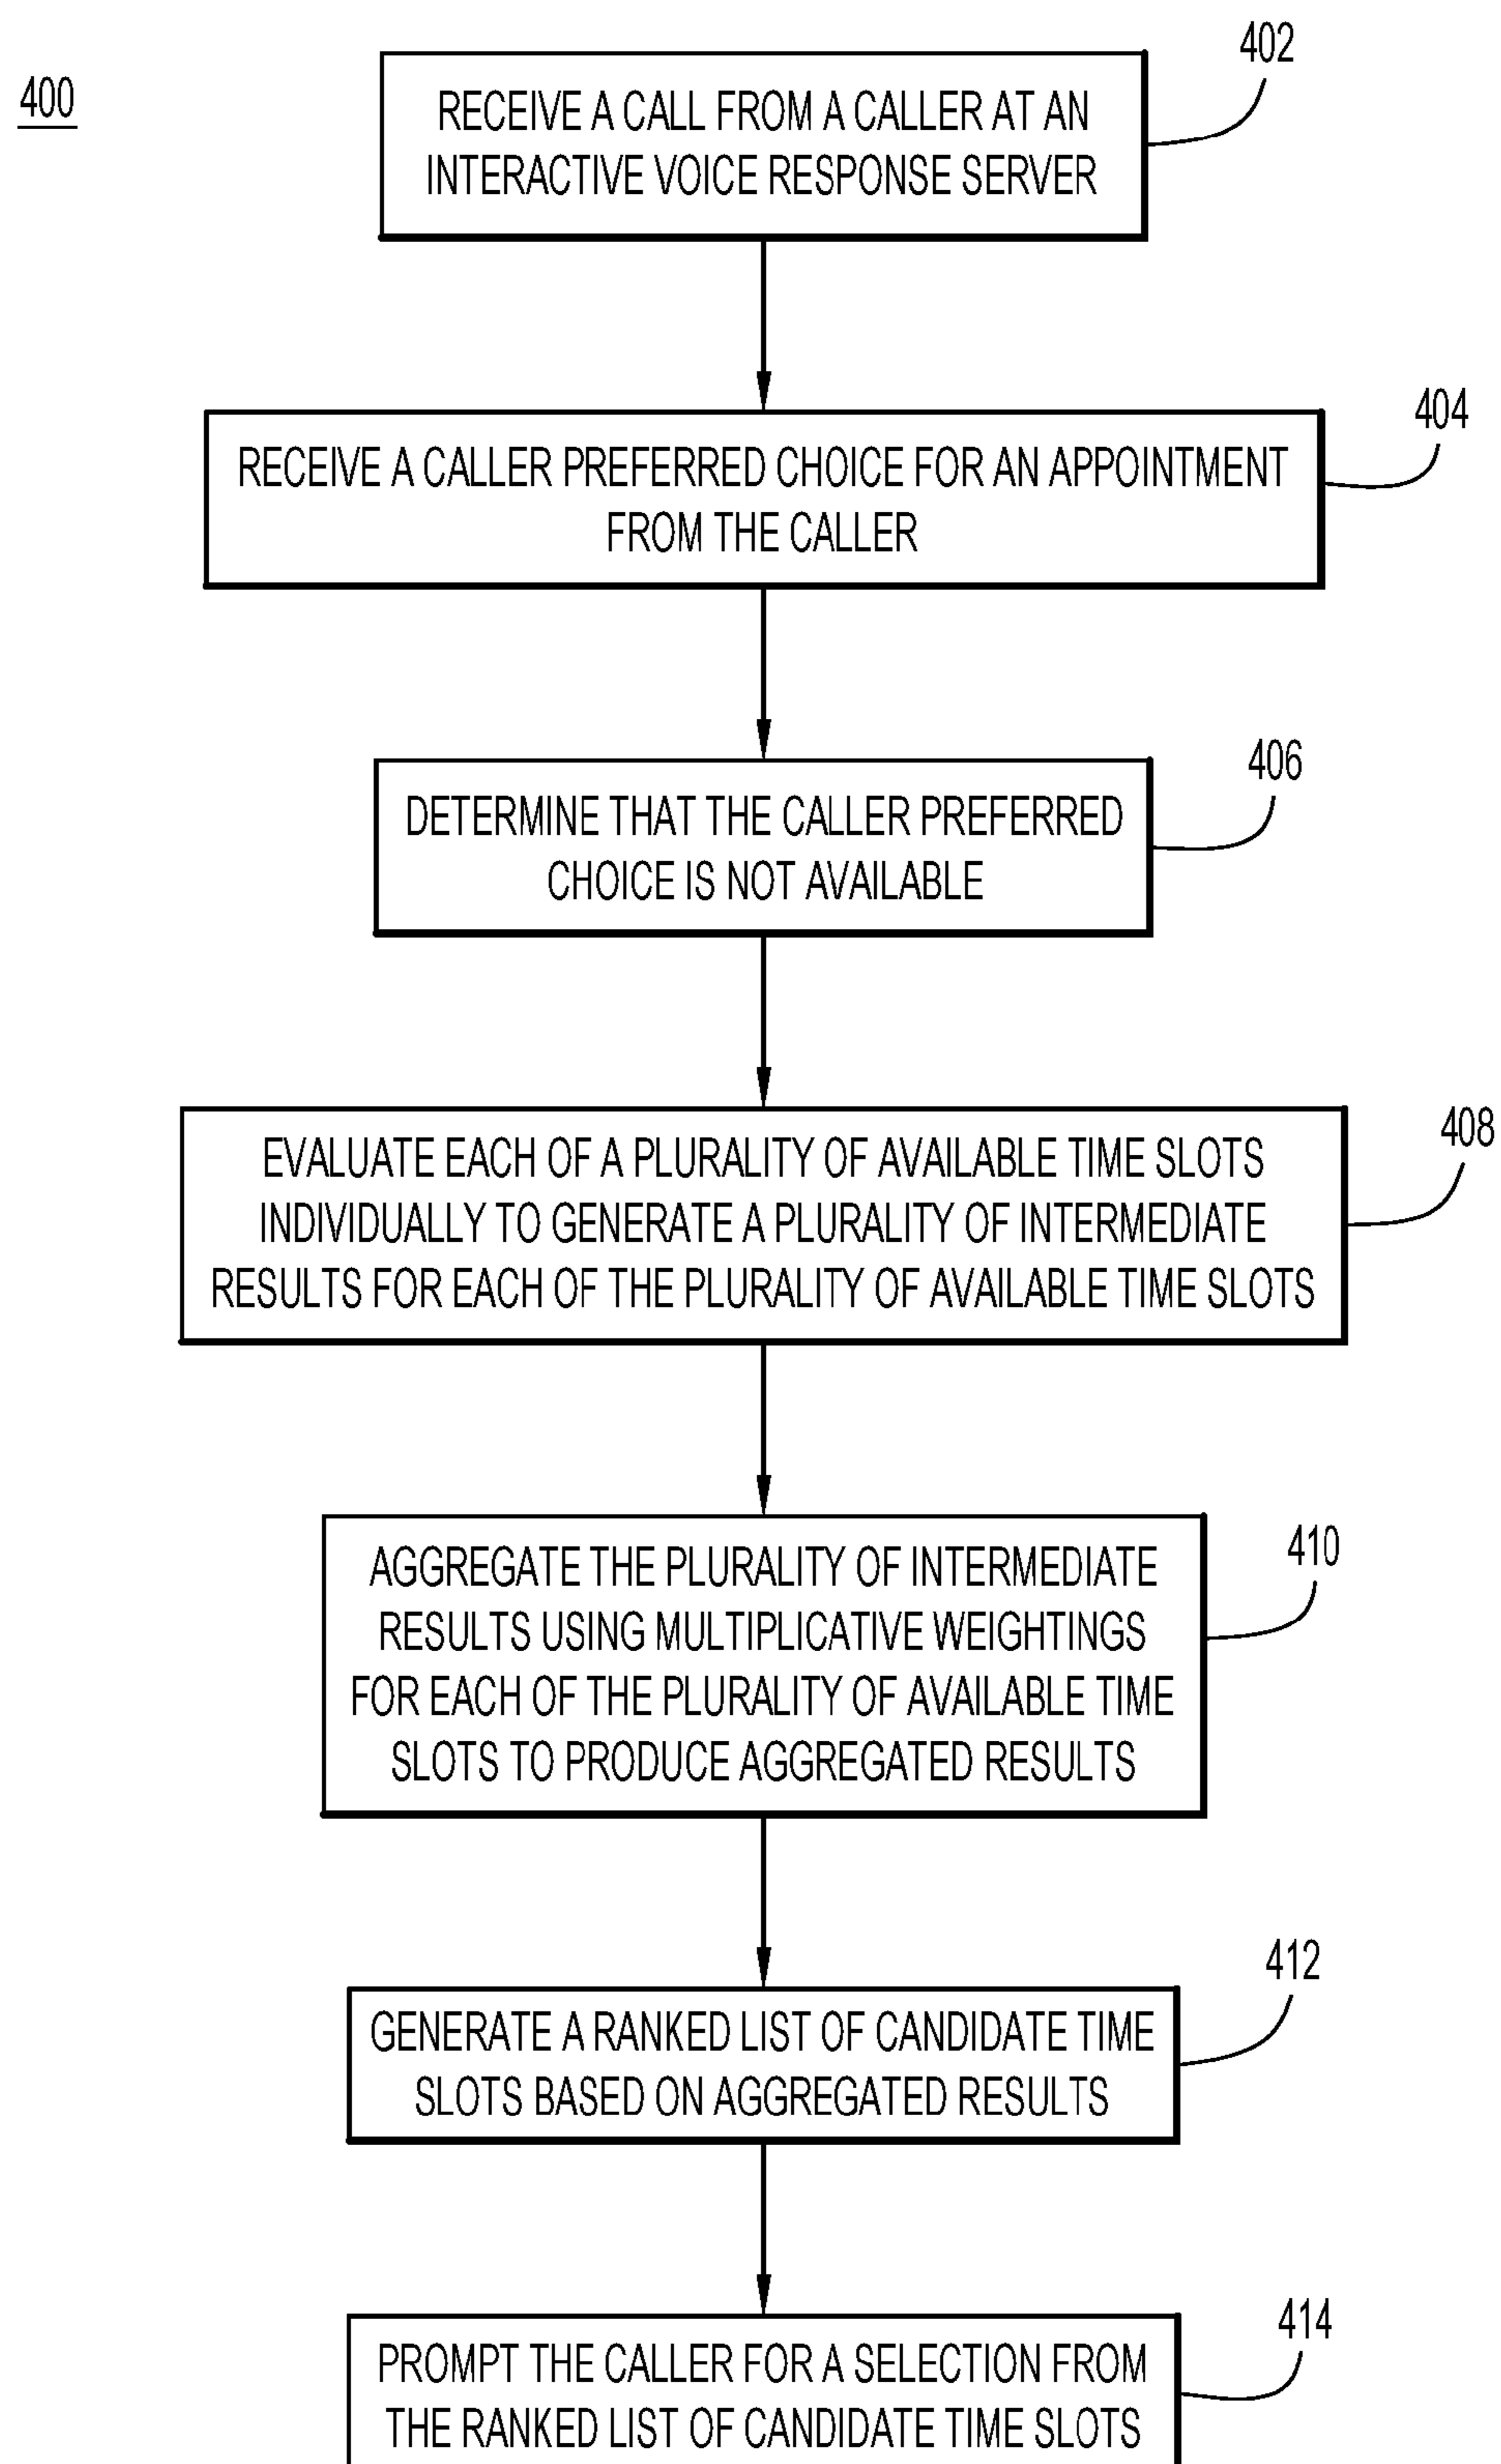 400
402
RECEIVE A CALL FROM A CALLER AT AN
INTERACTIVE VOICE RESPONSE SERVER
404
RECEIVE A CALLER PREFERRED CHOICE FOR AN APPOINTMENT
FROM THE CALLER
406
DETERMINE THAT THE CALLER PREFERRED
CHOICE IS NOT AVAILABLE
408
EVALUATE EACH OF A PLURALITY OF AVAILABLE TIME SLOTS
INDIVIDUALLY TO GENERATE A PLURALITY OF INTERMEDIATE
RESULTS FOR EACH OF THE PLURALITY OF AVAILABLE TIME SLOTS
410
AGGREGATE THE PLURALITY OF INTERMEDIATE
RESULTS USING MULTIPLICATIVE WEIGHTINGS
FOR EACH OF THE PLURALITY OF AVAILABLE TIME
SLOTS TO PRODUCE AGGREGATED RESULTS
412
GENERATE A RANKED LIST OF CANDIDATE TIME
SLOTS BASED ON AGGREGATED RESULTS
414
PROMPT THE CALLER FOR A SELECTION FROM
THE RANKED LIST OF CANDIDATE TIME SLOTS